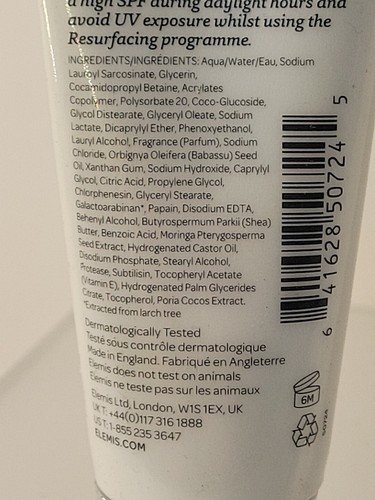 a high SPF during daylight hours and
avoid UV exposure whilst using the
Resurfacing programme.
INGREDIENTS/INGRÉDIENTS: Aqua/Water/Eau, Sodium
Lauroyl Sarcosinate, Glycerin,
Cocamidopropyl Betaine, Acrylates
Copolymer, Polysorbate 20, Coco-Glucoside,
Glycol Distearate, Glyceryl Oleate, Sodium
Lactate, Dicaprylyl Ether, Phenoxyethanol,
Lauryl Alcohol, Fragrance (Parfum), Sodium
Chloride, Orbignya Oleifera (Babassu) Seed
Oil, Xanthan Gum, Sodium Hydroxide, Caprylyl
Glycol, Citric Acid, Propylene Glycol,
Chlorphenesin, Glyceryl Stearate,
Galactoarabinan*, Papain, Disodium EDTA,
Behenyl Alcohol, Butyrospermum Parkii (Shea)
Butter, Benzoic Acid, Moringa Pterygosperma
Seed Extract, Hydrogenated Castor Oil,
Disodium Phosphate, Stearyl Alcohol,
Protease, Subtilisin, Tocopheryl Acetate
(Vitamin E), Hydrogenated Palm Glycerides
Citrate, Tocopherol, Poria Cocos Extract.
*Extracted from larch tree
Dermatologically Tested
Testé sous contrôle dermatologique
Made in England. Fabriqué en Angleterre
Elemis does not test on animals
Elemis ne teste pas sur les animaux
Elemis Ltd, London, W1S 1EX, UK
UK T: +44(0)117 316 1888
US T: 1-855 235 3647
ELEMIS.COM
6 41628 50724 5
6M